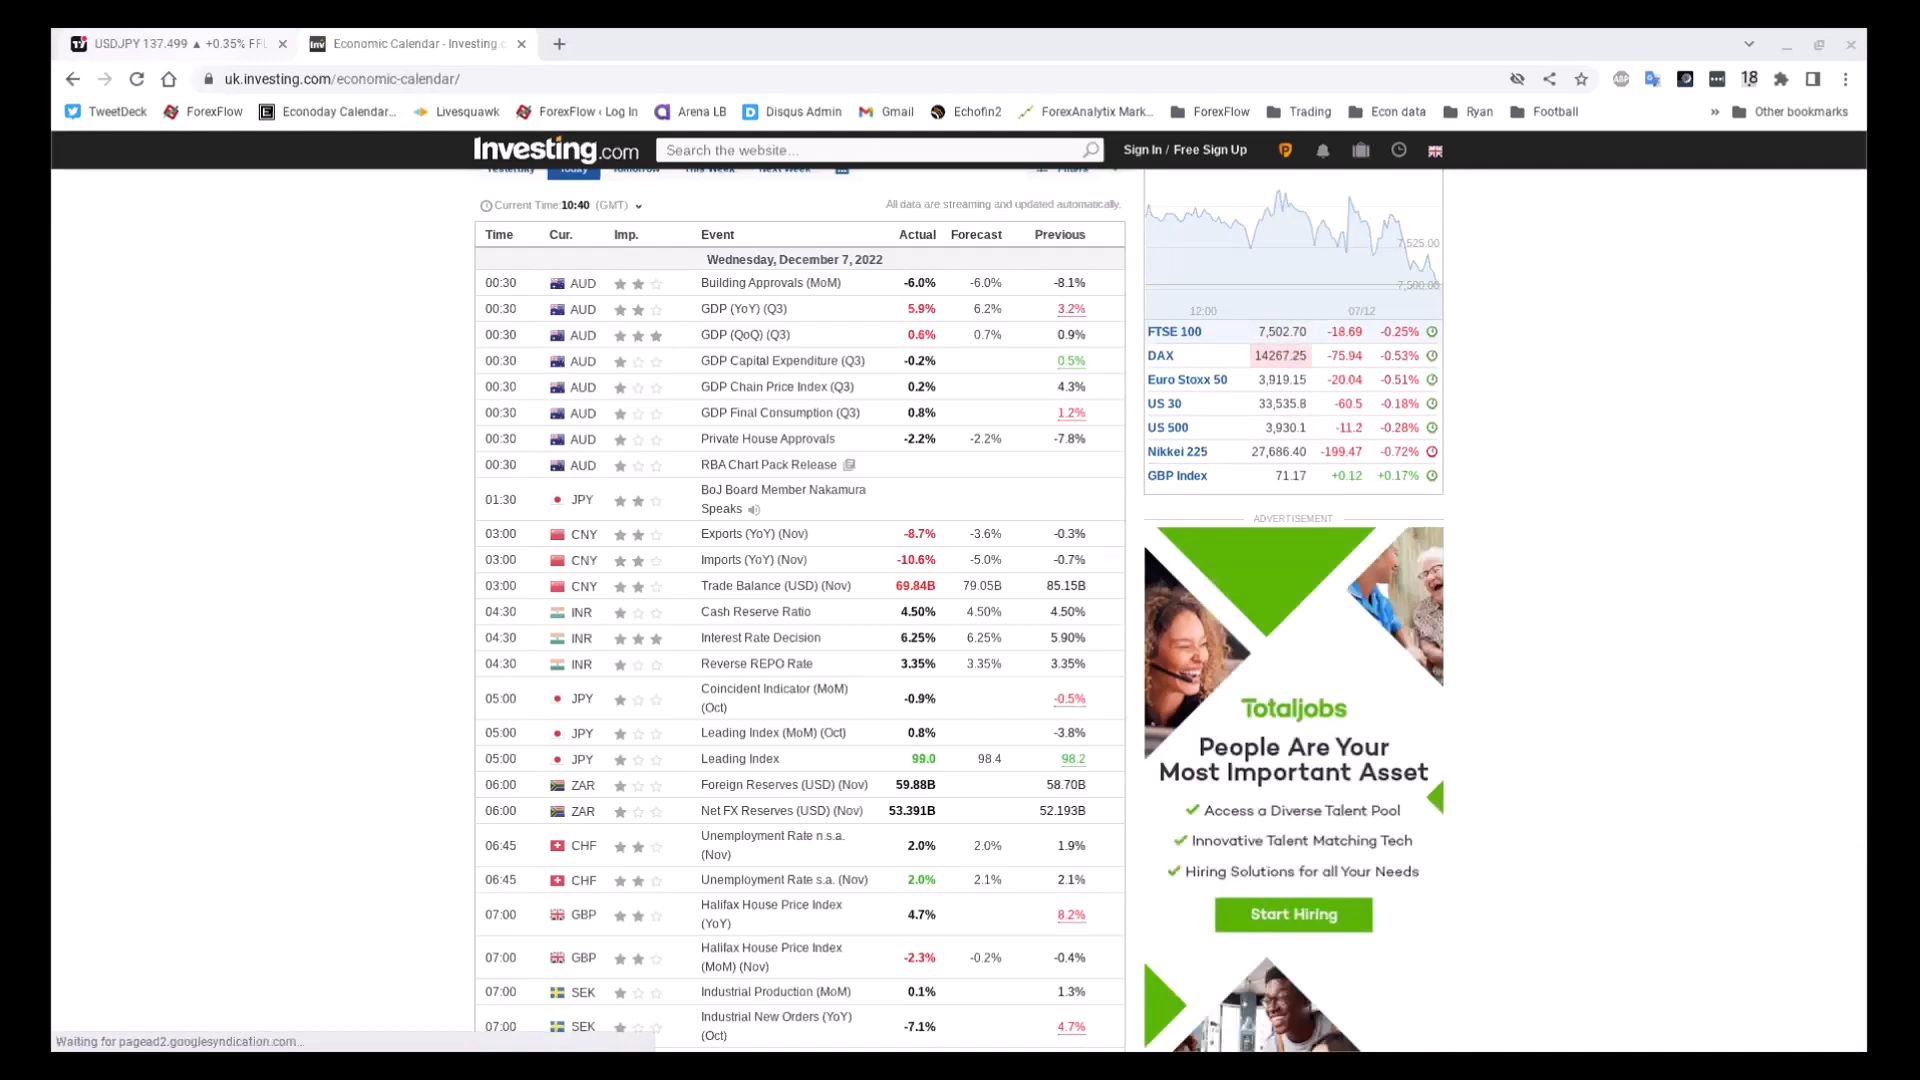 USDJPY 137.499 ▲ +0.35%
Economic Calendar - Investing.
uk.investing.com/economic-calendar/
18
TweetDeck ForexFlow Econoday Calendar... Livesquawk ForexFlow ‹ Log In Arena LB Disqus Admin Gmail Echofin2 ForexAnalytix Mark... ForexFlow Trading Econ data Ryan Football » Other bookmarks
Investing.com Search the website... Sign In / Free Sign Up
Yesterday Today Tomorrow This Week Next Week Filters
Current Time:10:40 (GMT) All data are streaming and updated automatically.
Time Cur. Imp. Event Actual Forecast Previous
Wednesday, December 7, 2022
00:30 AUD Building Approvals (MoM) -6.0% -6.0% -8.1%
00:30 AUD GDP (YoY) (Q3) 5.9% 6.2% 3.2%
00:30 AUD GDP (QoQ) (Q3) 0.6% 0.7% 0.9%
00:30 AUD GDP Capital Expenditure (Q3) -0.2% 0.5%
00:30 AUD GDP Chain Price Index (Q3) 0.2% 4.3%
00:30 AUD GDP Final Consumption (Q3) 0.8% 1.2%
00:30 AUD Private House Approvals -2.2% -2.2% -7.8%
00:30 AUD RBA Chart Pack Release
01:30 JPY BoJ Board Member Nakamura
Speaks
03:00 CNY Exports (YoY) (Nov) -8.7% -3.6% -0.3%
03:00 CNY Imports (YoY) (Nov) -10.6% -5.0% -0.7%
03:00 CNY Trade Balance (USD) (Nov) 69.84B 79.05B 85.15B
04:30 INR Cash Reserve Ratio 4.50% 4.50% 4.50%
04:30 INR Interest Rate Decision 6.25% 6.25% 5.90%
04:30 INR Reverse REPO Rate 3.35% 3.35% 3.35%
05:00 JPY Coincident Indicator (MoM)
(Oct) -0.9% -0.5%
05:00 JPY Leading Index (MoM) (Oct) 0.8% -3.8%
05:00 JPY Leading Index 99.0 98.4 98.2
06:00 ZAR Foreign Reserves (USD) (Nov) 59.88B 58.70B
06:00 ZAR Net FX Reserves (USD) (Nov) 53.391B 52.193B
06:45 CHF Unemployment Rate n.s.a.
(Nov) 2.0% 2.0% 1.9%
06:45 CHF Unemployment Rate s.a. (Nov) 2.0% 2.1% 2.1%
07:00 GBP Halifax House Price Index
(YoY) 4.7% 8.2%
07:00 GBP Halifax House Price Index
(MoM) (Nov) -2.3% -0.2% -0.4%
07:00 SEK Industrial Production (MoM) 0.1% 1.3%
07:00 SEK Industrial New Orders (YoY)
(Oct) -7.1% 4.7%
7,525.00
7,500.00
12:00 07/12
FTSE 100 7,502.70 -18.69 -0.25%
DAX 14267.25 -75.94 -0.53%
Euro Stoxx 50 3,919.15 -20.04 -0.51%
US 30 33,535.8 -60.5 -0.18%
US 500 3,930.1 -11.2 -0.28%
Nikkei 225 27,686.40 -199.47 -0.72%
GBP Index 71.17 +0.12 +0.17%
ADVERTISEMENT
Totaljobs
People Are Your
Most Important Asset
Access a Diverse Talent Pool
Innovative Talent Matching Tech
Hiring Solutions for all Your Needs
Start Hiring
Waiting for pagead2.googlesyndication.com...